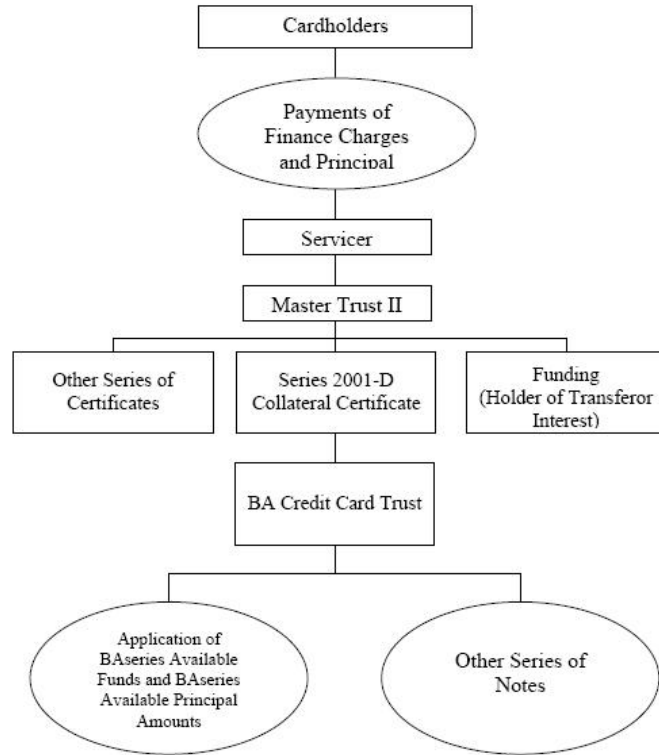 Cardholders
Payments of
Finance Charges
and Principal
Servicer
Master Trust II
Other Series of
Certificates
Series 2001-D
Collateral Certificate
Funding
(Holder of Transferor
Interest)
BA Credit Card Trust
Application of
BAseries Available
Funds and BAseries
Available Principal
Amounts
Other Series of
Notes